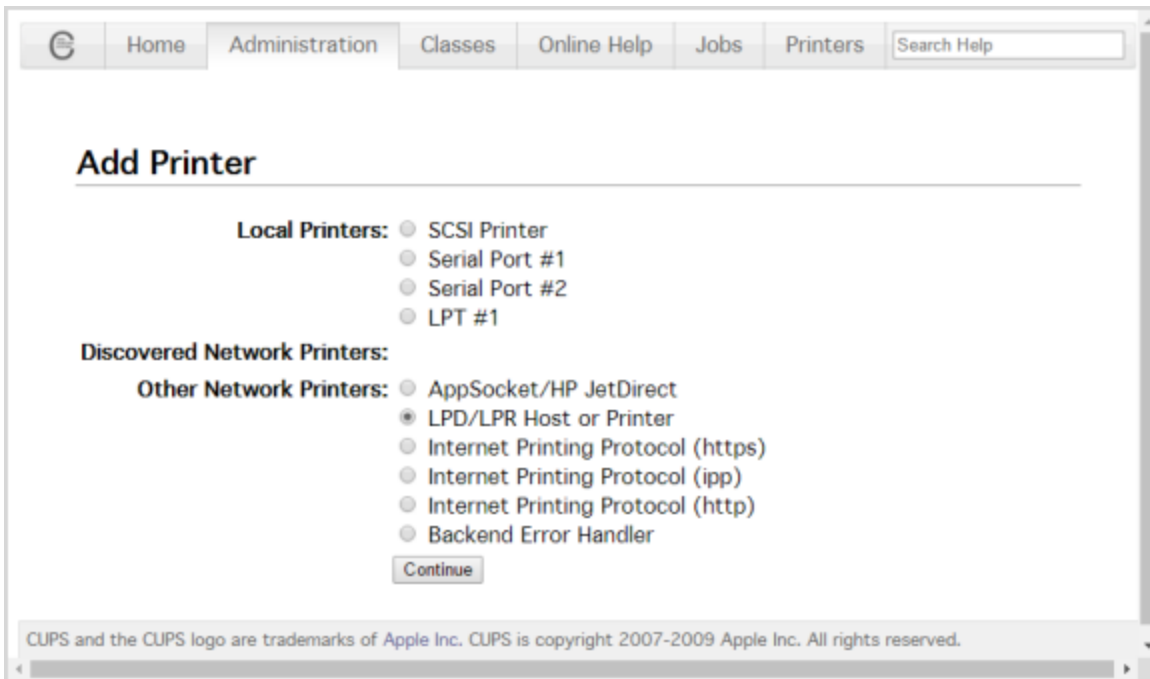 Home Administration Classes Online Help Jobs Printers Search Help
Add Printer
Local Printers: SCSI Printer
Serial Port #1
Serial Port #2
LPT #1
Discovered Network Printers:
Other Network Printers: AppSocket/HP JetDirect
LPD/LPR Host or Printer
Internet Printing Protocol (https)
Internet Printing Protocol (ipp)
Internet Printing Protocol (http)
Backend Error Handler
Continue
CUPS and the CUPS logo are trademarks of Apple Inc. CUPS is copyright 2007-2009 Apple Inc. All rights reserved.